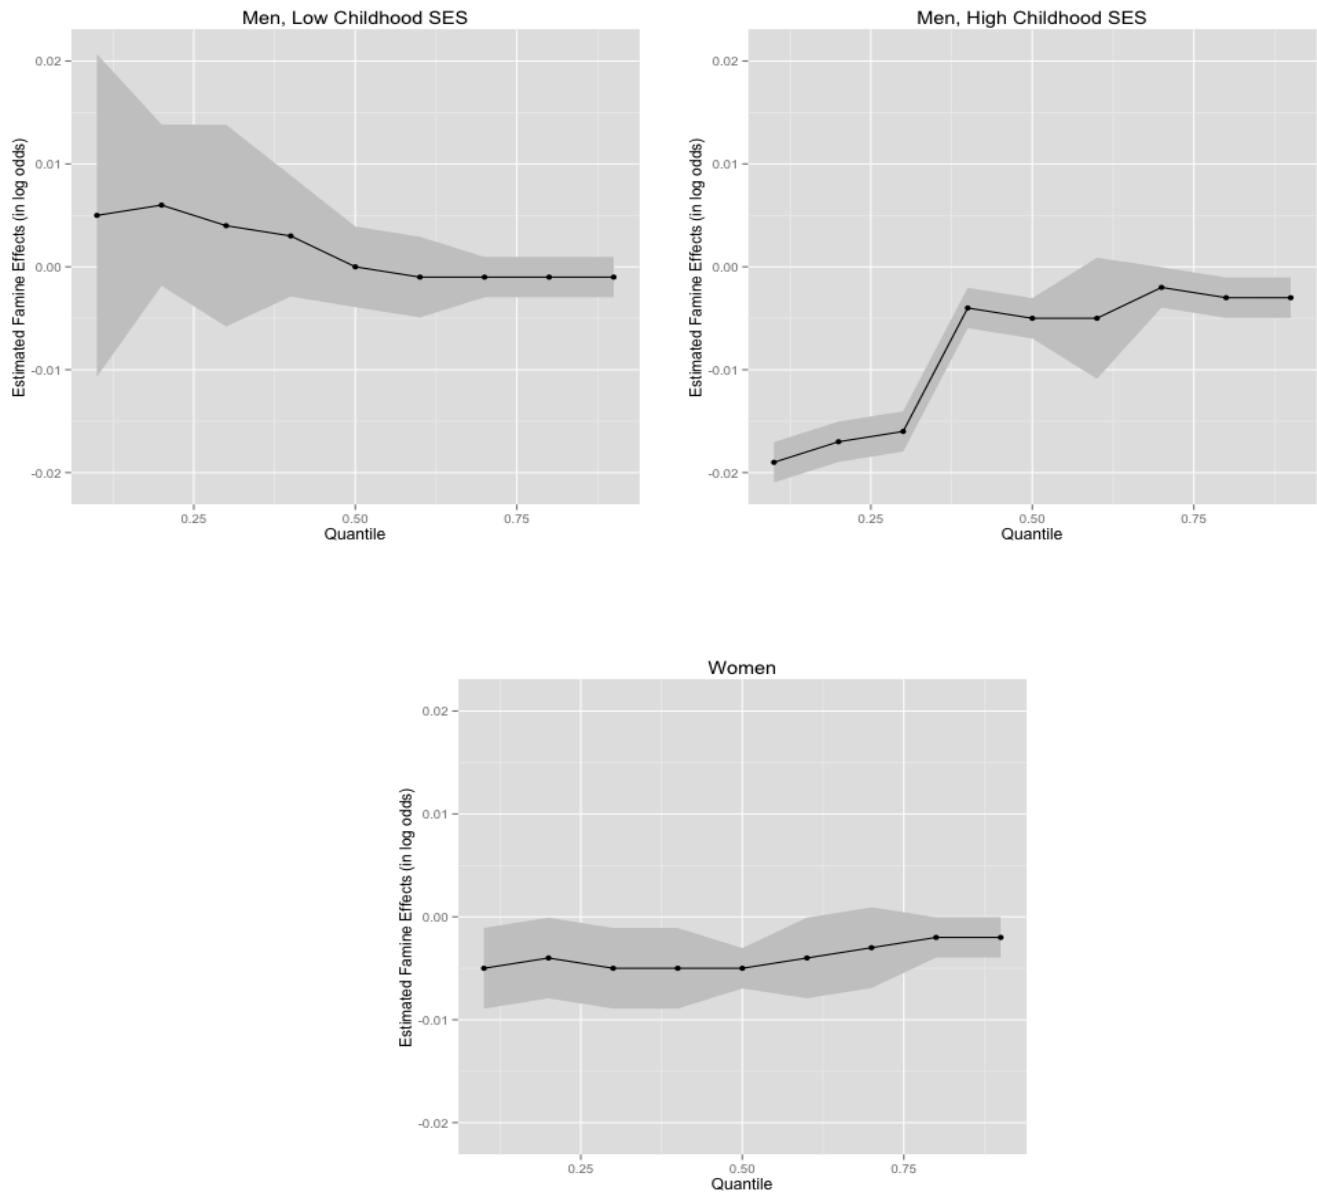 Men, Low Childhood SES
Estimated Famine Effects (in log odds)
0.02
0.01
0.00
-0.01
-0.02
0.25 0.50 0.75
Quantile
Men, High Childhood SES
Estimated Famine Effects (in log odds)
0.02
0.01
0.00
-0.01
-0.02
0.25 0.50 0.75
Quantile
Women
Estimated Famine Effects (in log odds)
0.02
0.01
0.00
-0.01
-0.02
0.25 0.50 0.75
Quantile